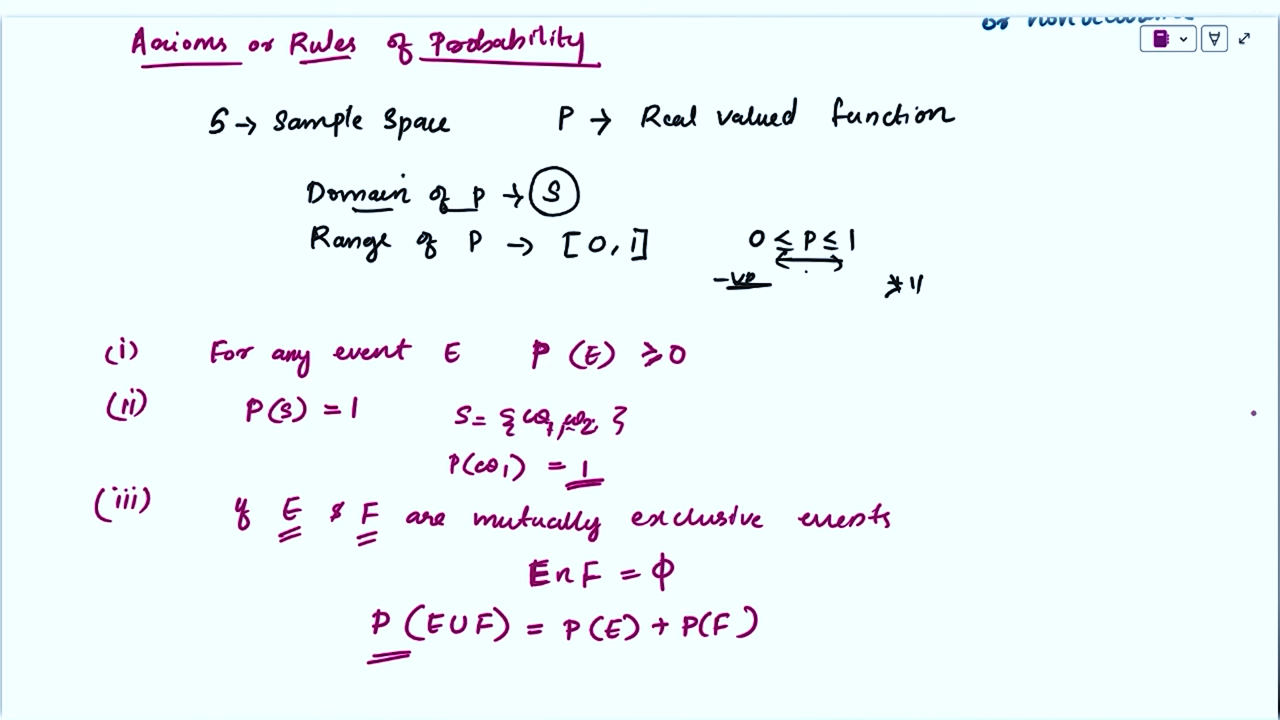 Axioms or Rules of Probability
S → Sample Space P → Real valued function
Domain of P → S
Range of P → [0, 1] 0 ≤ P ≤ 1
-ve
(i) For any event E P (E) ≥ 0
(ii) P(S) = 1 S = { ω1, ω2 }
P(ω1) = 1
(iii) If E & F are mutually exclusive events
E ∩ F = ϕ
P (E ∪ F) = P(E) + P(F)